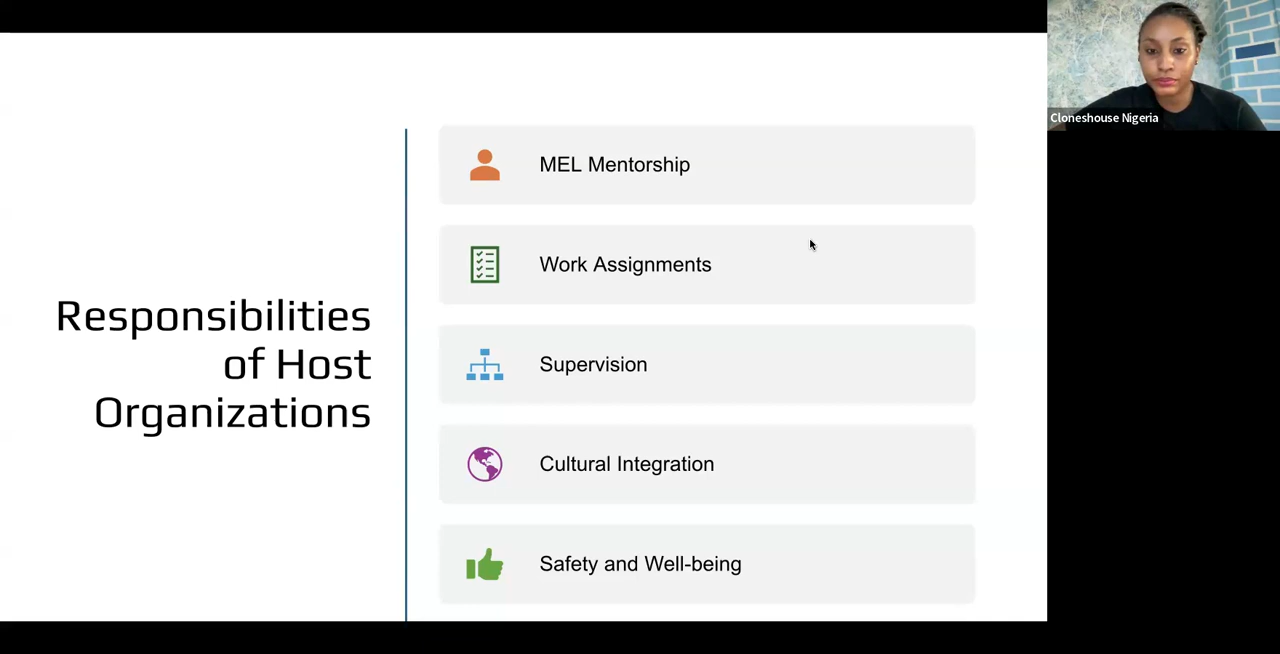 Responsibilities
of Host
Organizations
MEL Mentorship
Work Assignments
Supervision
Cultural Integration
Safety and Well-being
Cloneshouse Nigeria